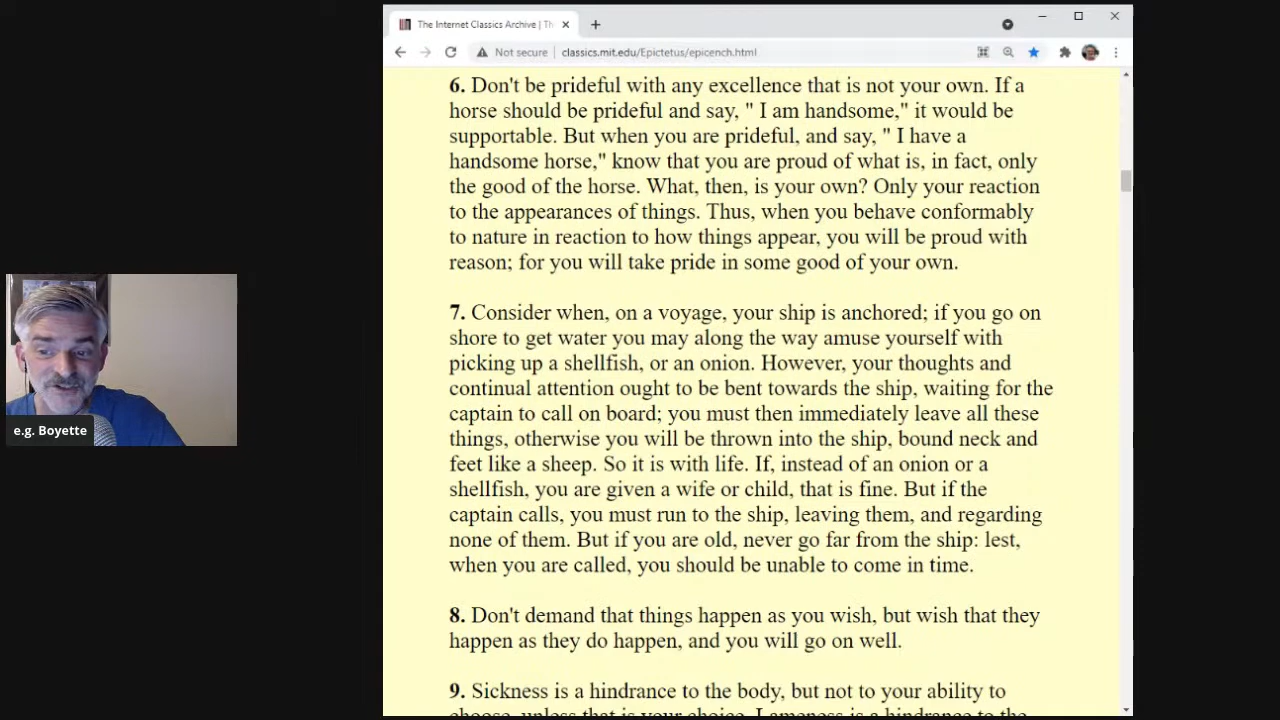 The Internet Classics Archive | Th
Not secure
classics.mit.edu/Epictetus/epicench.html
6. Don't be prideful with any excellence that is not your own. If a
horse should be prideful and say, " I am handsome," it would be
supportable. But when you are prideful, and say, " I have a
handsome horse," know that you are proud of what is, in fact, only
the good of the horse. What, then, is your own? Only your reaction
to the appearances of things. Thus, when you behave conformably
to nature in reaction to how things appear, you will be proud with
reason; for you will take pride in some good of your own.
7. Consider when, on a voyage, your ship is anchored; if you go on
shore to get water you may along the way amuse yourself with
picking up a shellfish, or an onion. However, your thoughts and
continual attention ought to be bent towards the ship, waiting for the
captain to call on board; you must then immediately leave all these
things, otherwise you will be thrown into the ship, bound neck and
feet like a sheep. So it is with life. If, instead of an onion or a
shellfish, you are given a wife or child, that is fine. But if the
captain calls, you must run to the ship, leaving them, and regarding
none of them. But if you are old, never go far from the ship: lest,
when you are called, you should be unable to come in time.
e.g. Boyette
8. Don't demand that things happen as you wish, but wish that they
happen as they do happen, and you will go on well.
9. Sickness is a hindrance to the body, but not to your ability to
choose, unless that is your choice. Lameness is a hindrance to the